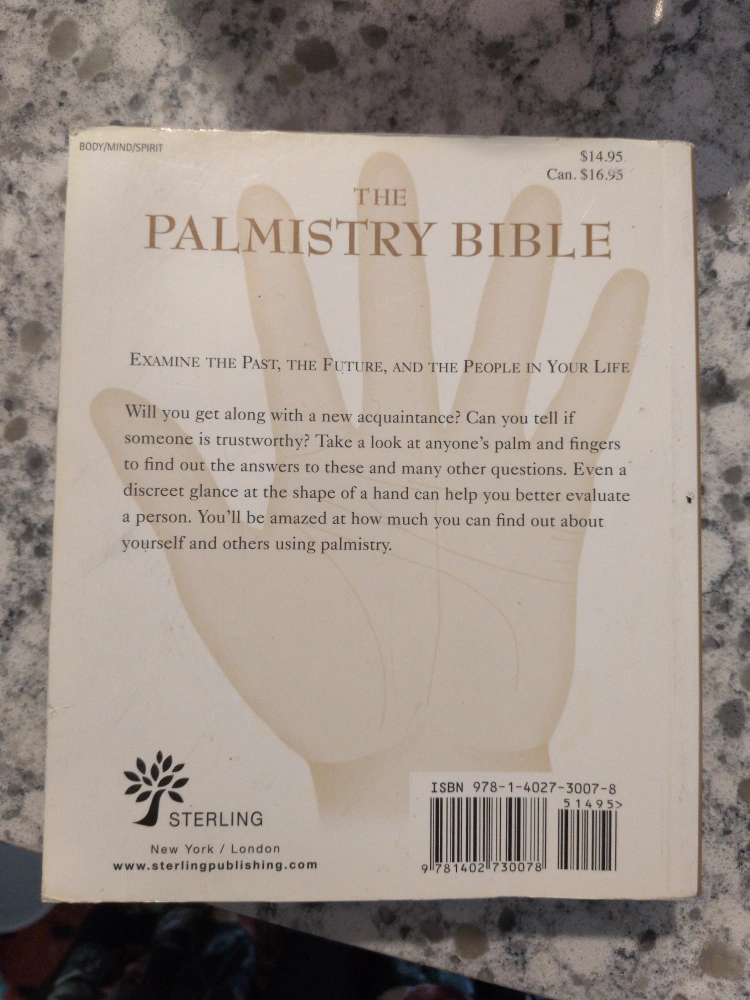 BODY/MIND/SPIRIT
$14.95
Can. $16.95
THE
PALMISTRY BIBLE
EXAMINE THE PAST, THE FUTURE, AND THE PEOPLE IN YOUR LIFE
Will you get along with a new acquaintance? Can you tell if
someone is trustworthy? Take a look at anyone's palm and fingers
to find out the answers to these and many other questions. Even a
discreet glance at the shape of a hand can help you better evaluate
a person. You'll be amazed at how much you can find out about
yourself and others using palmistry.
STERLING
New York / London
www.sterlingpublishing.com
ISBN 978-1-4027-3007-8
51495>
9 781402 730078